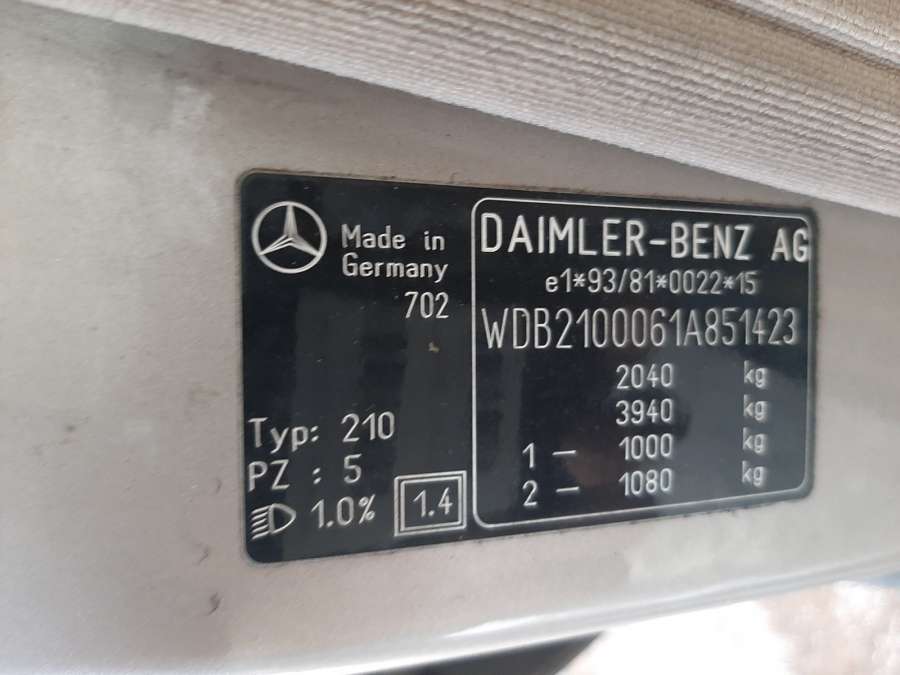 Made in
Germany
702
Typ: 210
PZ : 5
1.0%
1.4
DAIMLER-BENZ AG
e1*93/81*0022*15
WDB2100061A851423
2040 kg
3940 kg
1 — 1000 kg
2 — 1080 kg